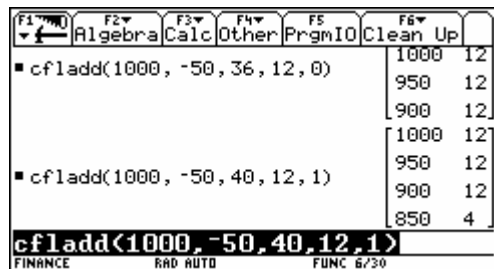 F1 F2 F3 F4 F5 F6
Algebra Calc Other PrgmIO Clean Up
1000 12
cfladd(1000, -50,36,12,0) 950 12
900 12
1000 12
950 12
cfladd(1000, -50,40,12,1) 900 12
850 4
cfladd(1000,-50,40,12,1)
FINANCE RAD AUTO FUNC 6/30